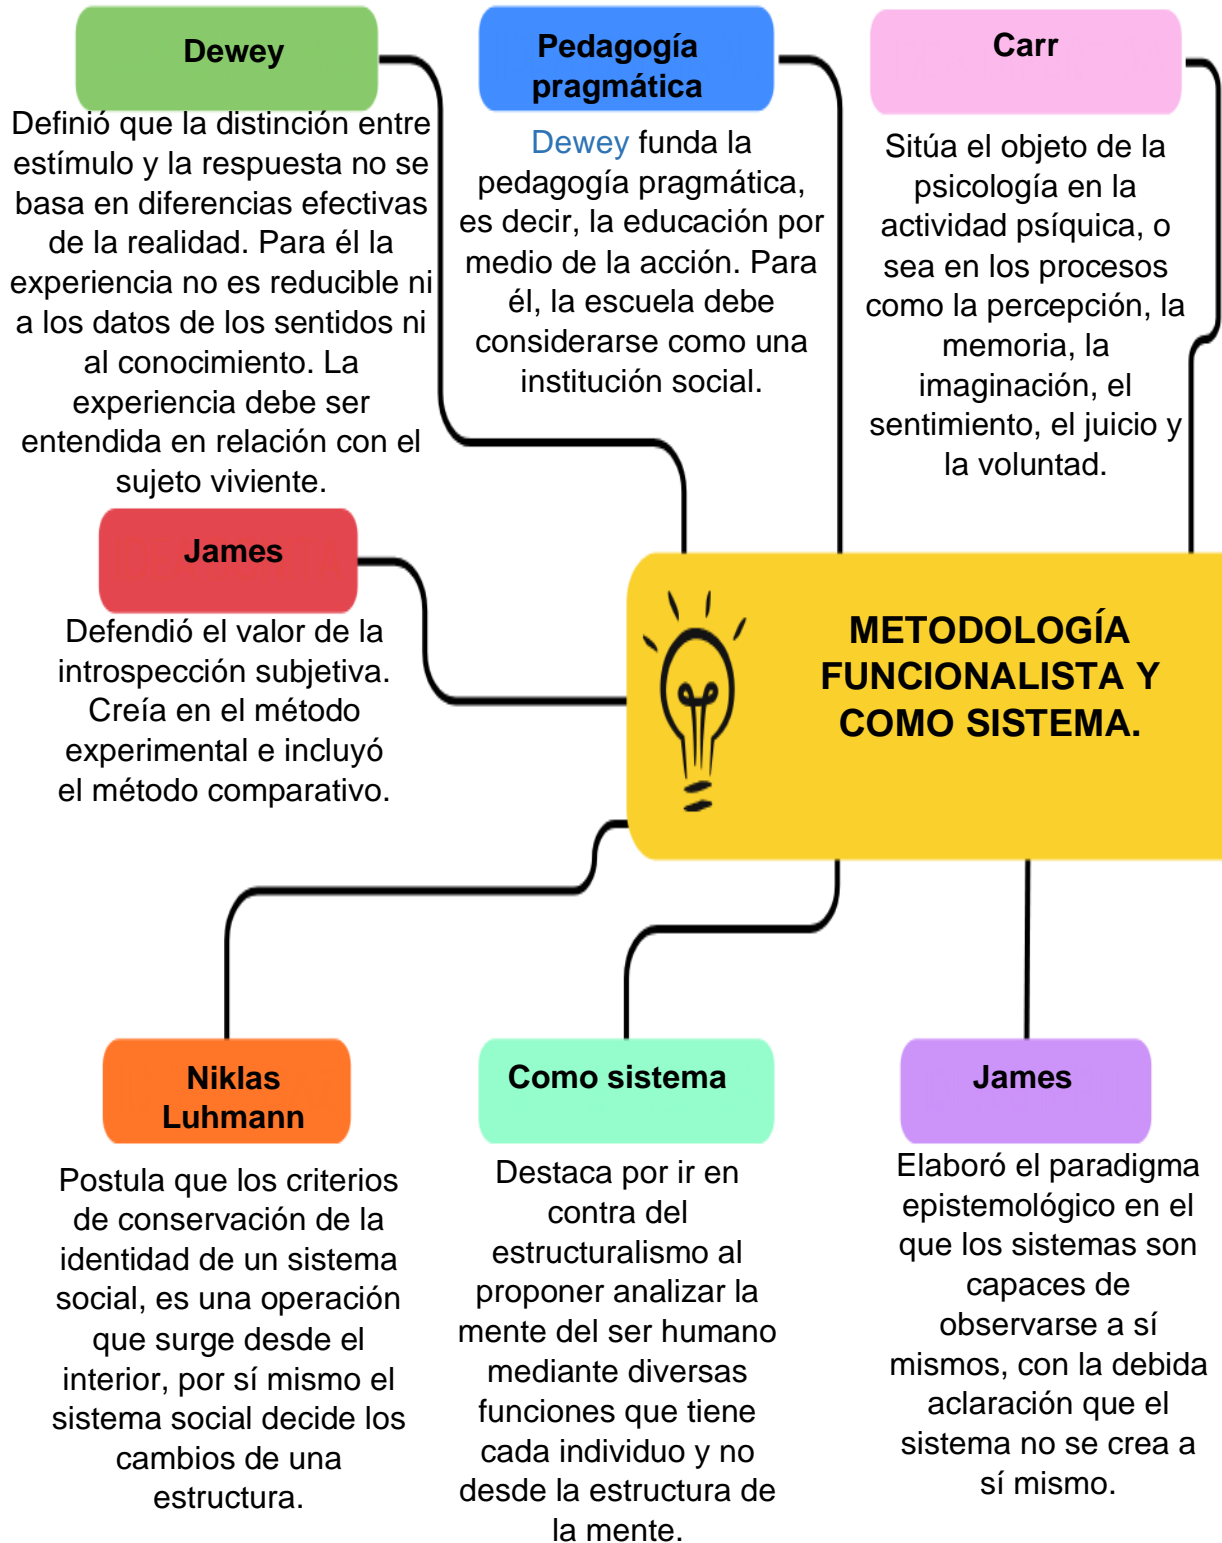 Dewey
Definió que la distinción entre
estímulo y la respuesta no se
basa en diferencias efectivas
de la realidad. Para él la
experiencia no es reducible ni
a los datos de los sentidos ni
al conocimiento. La
experiencia debe ser
entendida en relación con el
sujeto viviente.
Pedagogía
pragmática
Dewey funda la
pedagogía pragmática,
es decir, la educación por
medio de la acción. Para
él, la escuela debe
considerarse como una
institución social.
Carr
Sitúa el objeto de la
psicología en la
actividad psíquica, o
sea en los procesos
como la percepción, la
memoria, la
imaginación, el
sentimiento, el juicio y
la voluntad.
James
Defendió el valor de la
introspección subjetiva.
Creía en el método
experimental e incluyó
el método comparativo.
METODOLOGÍA
FUNCIONALISTA Y
COMO SISTEMA.
Niklas
Luhmann
Postula que los criterios
de conservación de la
identidad de un sistema
social, es una operación
que surge desde el
interior, por sí mismo el
sistema social decide los
cambios de una
estructura.
Como sistema
Destaca por ir en
contra del
estructuralismo al
proponer analizar la
mente del ser humano
mediante diversas
funciones que tiene
cada individuo y no
desde la estructura de
la mente.
James
Elaboró el paradigma
epistemológico en el
que los sistemas son
capaces de
observarse a sí
mismos, con la debida
aclaración que el
sistema no se crea a
sí mismo.